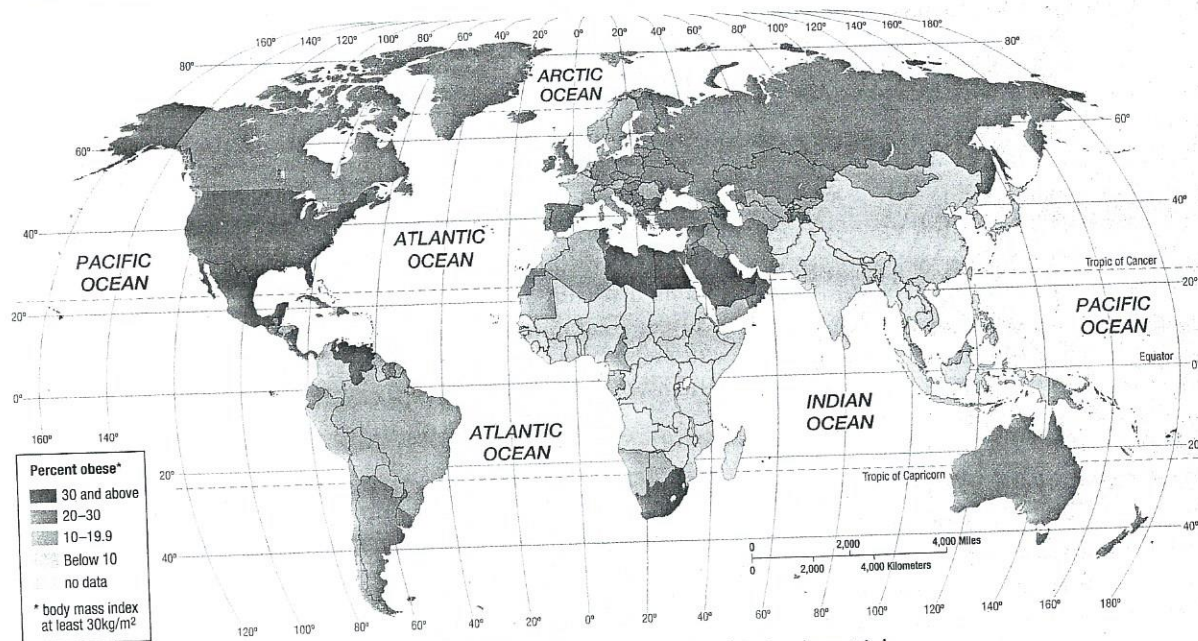 160° 140° 120° 80° 60° 40° 20° 0° 20° 40° 60° 80° 100° 120° 140° 160° 180°
80° 80°
ARCTIC
OCEAN
60° 60°
40° 40°
ATLANTIC
OCEAN
PACIFIC
OCEAN
Tropic of Cancer
20° 20°
PACIFIC
OCEAN
Equator
0° 0°
INDIAN
OCEAN
ATLANTIC
OCEAN
160° 140°
20° 20°
Tropic of Capricorn
40° 40°
Percent obese*
30 and above
20–30
10–19.9
Below 10
no data
* body mass index
at least 30kg/m²
0 2,000 4,000 Miles
0 2,000 4,000 Kilometers
120° 100° 80° 60° 40° 20° 0° 20° 40° 60° 80° 100° 120° 140° 160° 180°